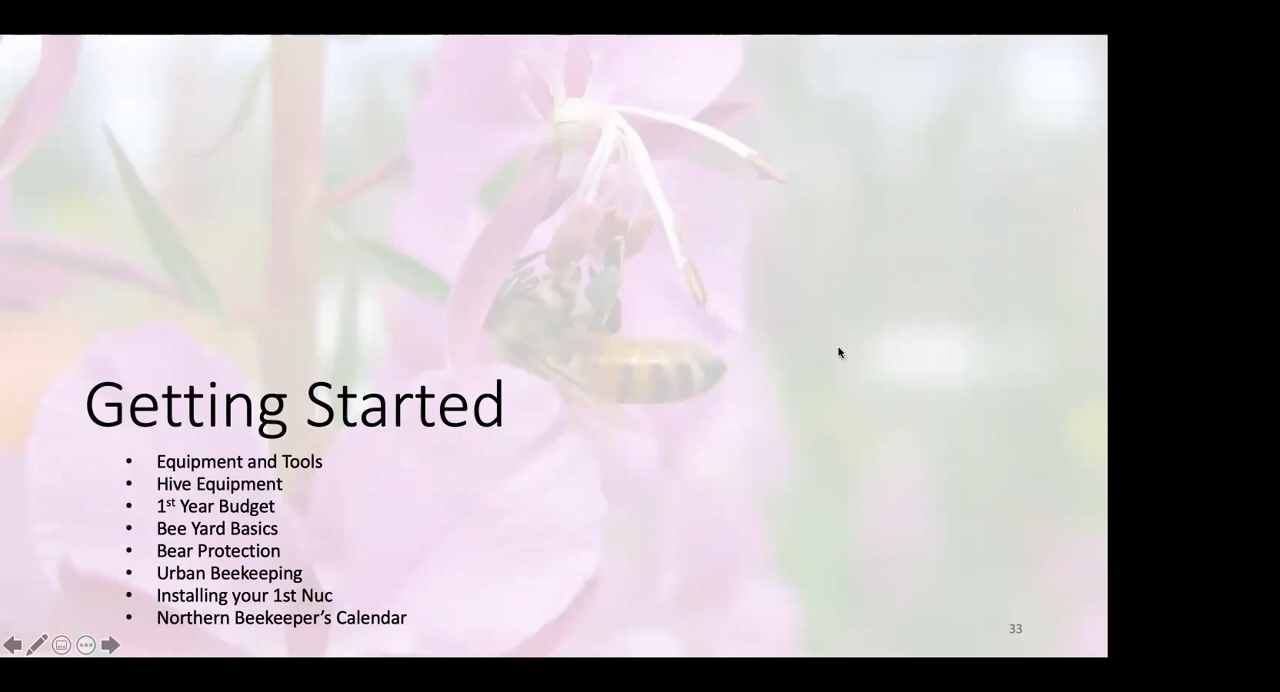 Getting Started
• Equipment and Tools
• Hive Equipment
• 1st Year Budget
• Bee Yard Basics
• Bear Protection
• Urban Beekeeping
• Installing your 1st Nuc
• Northern Beekeeper’s Calendar
33